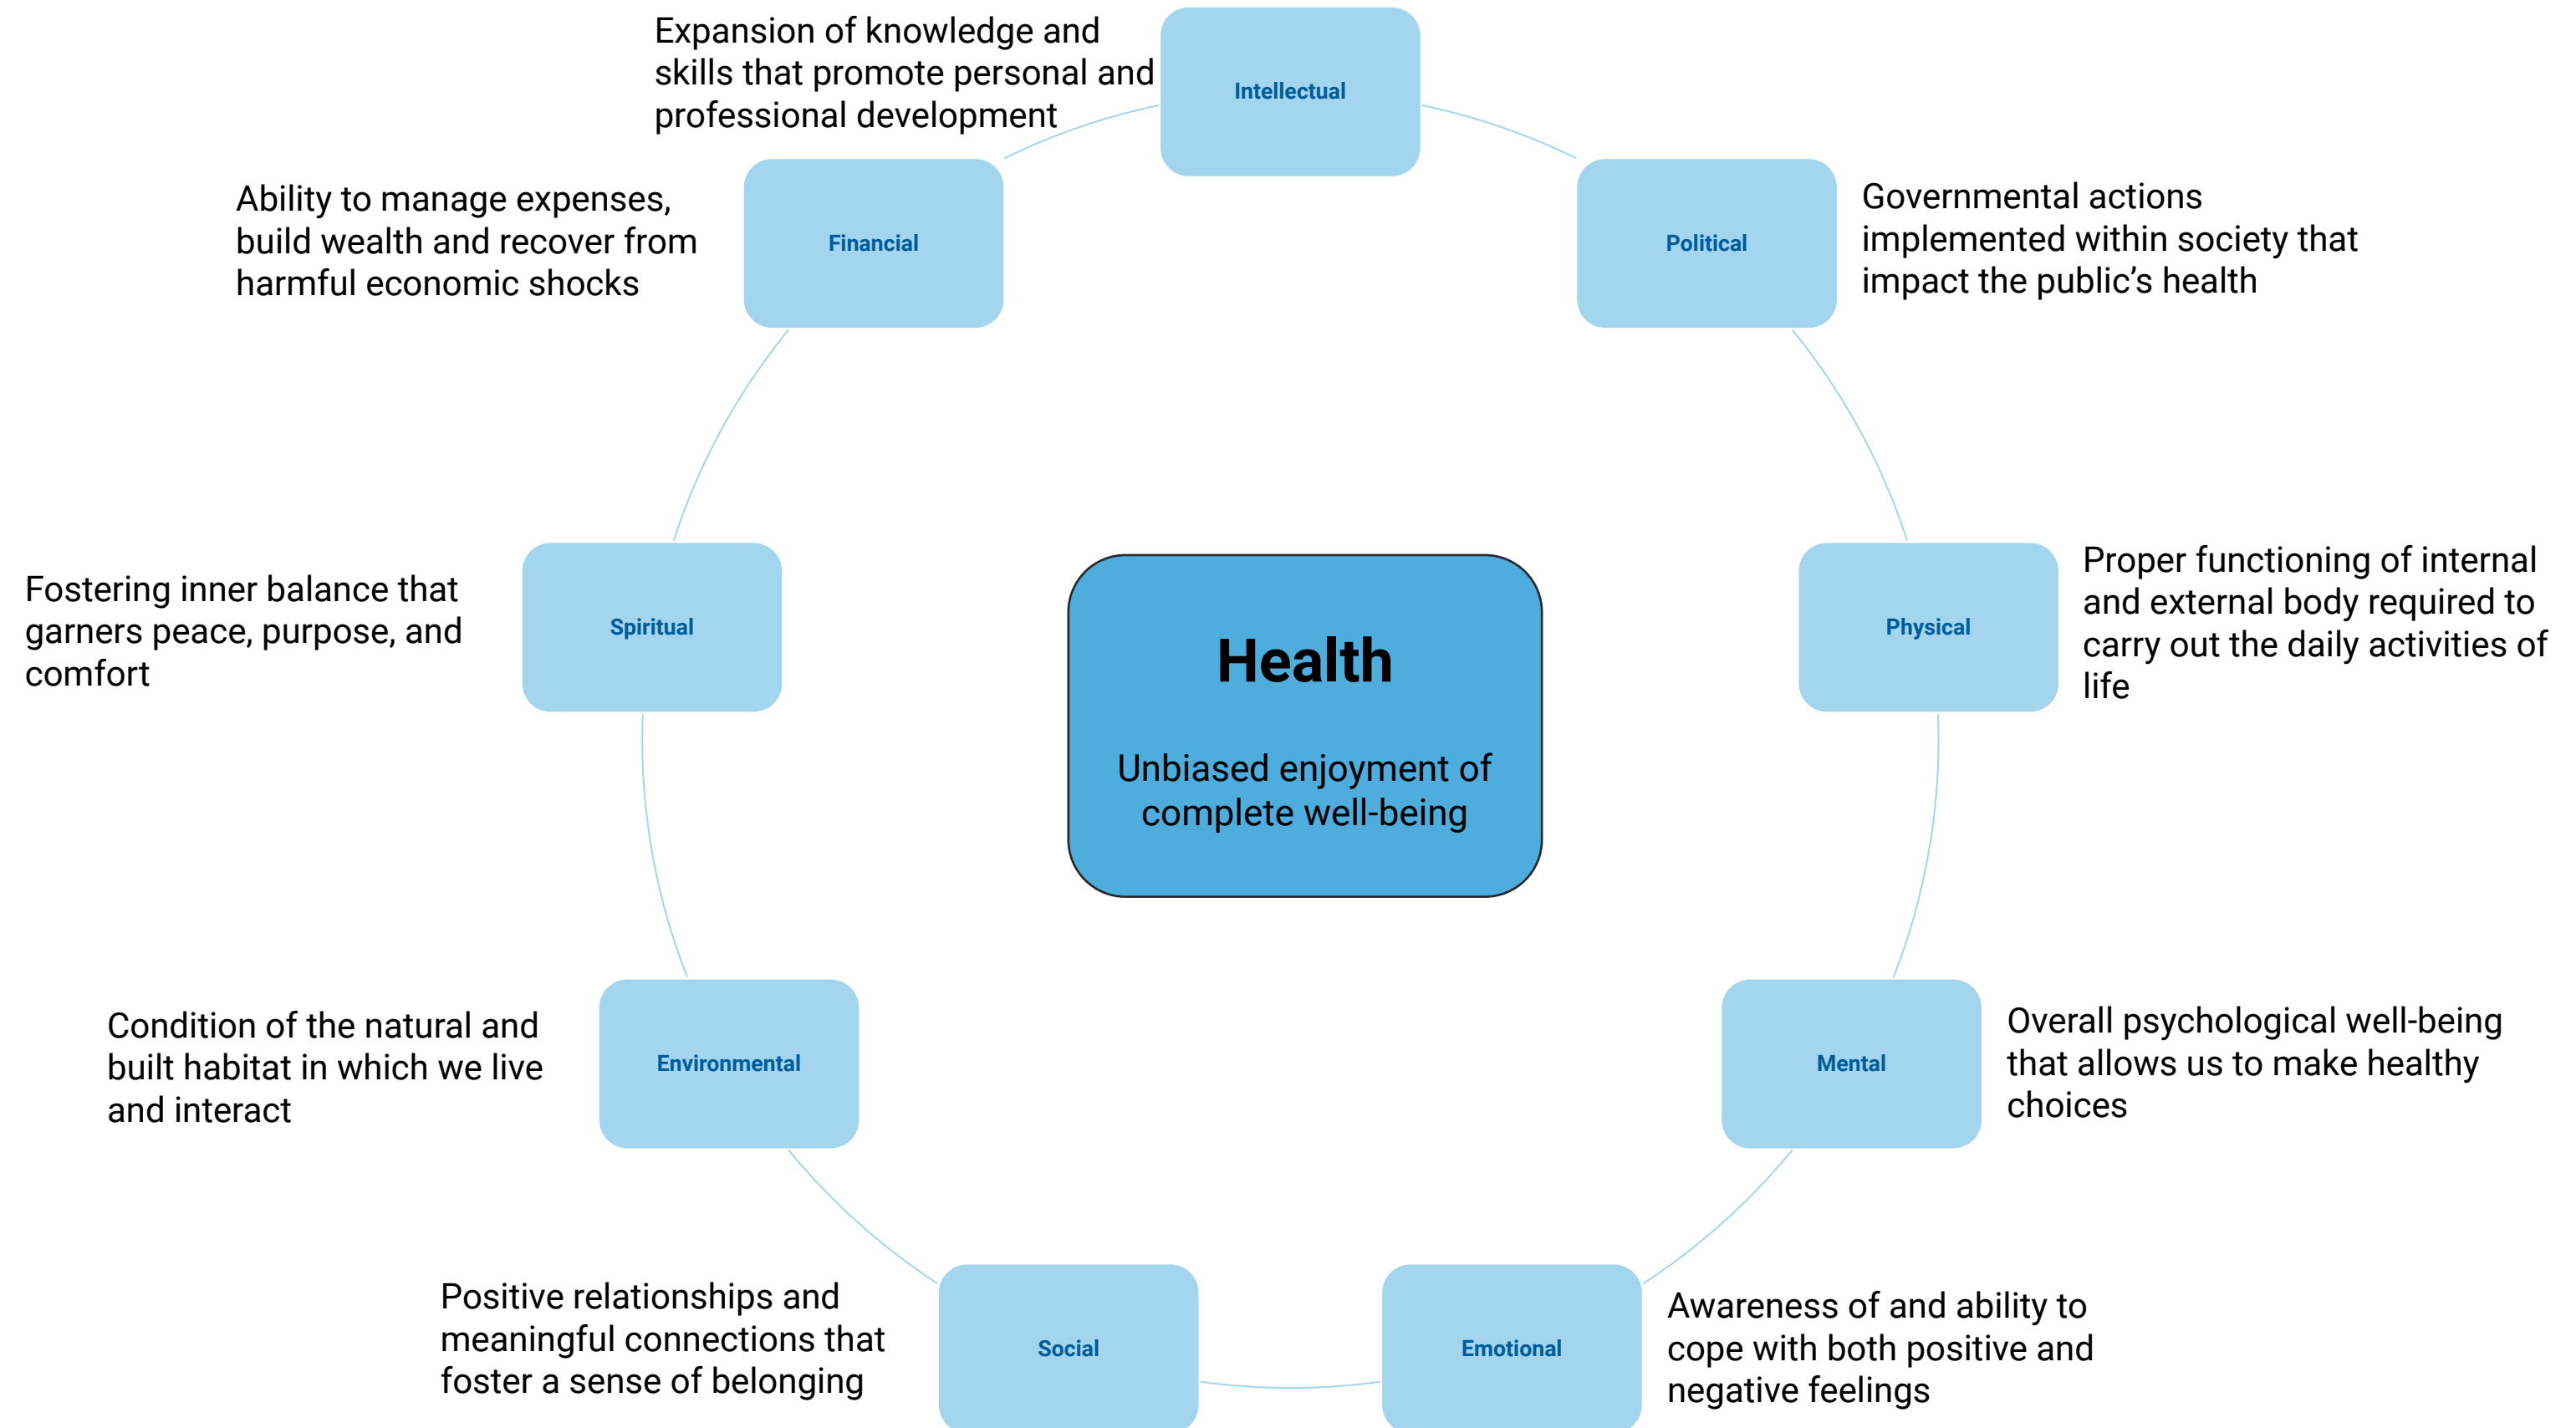 Expansion of knowledge and
skills that promote personal and
professional development
Intellectual
Political
Governmental actions
implemented within society that
impact the public’s health
Financial
Ability to manage expenses,
build wealth and recover from
harmful economic shocks
Physical
Proper functioning of internal
and external body required to
carry out the daily activities of
life
Spiritual
Fostering inner balance that
garners peace, purpose, and
comfort
Health
Unbiased enjoyment of
complete well-being
Mental
Overall psychological well-being
that allows us to make healthy
choices
Environmental
Condition of the natural and
built habitat in which we live
and interact
Emotional
Awareness of and ability to
cope with both positive and
negative feelings
Social
Positive relationships and
meaningful connections that
foster a sense of belonging